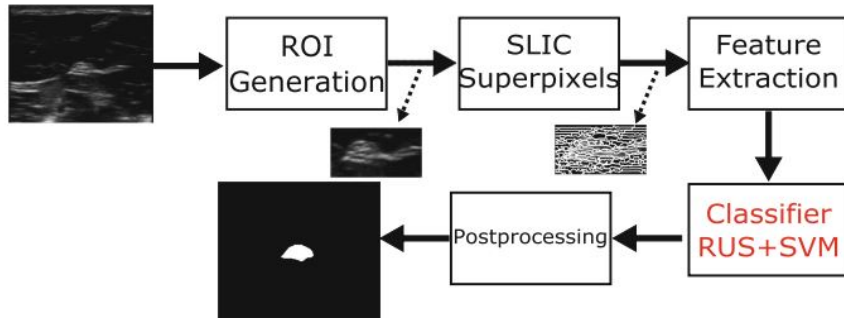 ROI
Generation
SLIC
Superpixels
Feature
Extraction
Classifier
RUS+SVM
Postprocessing